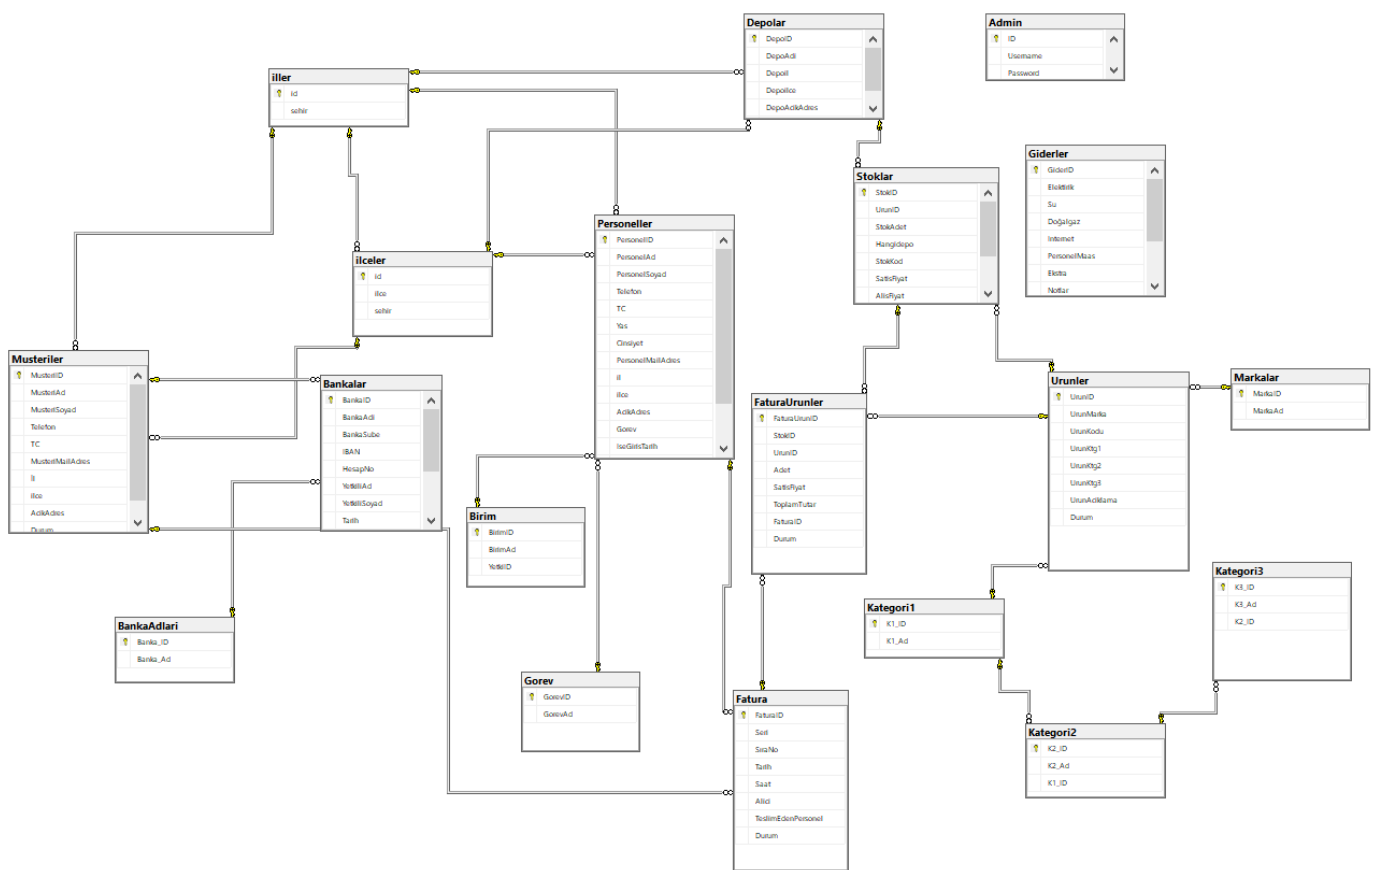 Depolar
DepoID
DepoAdi
DepoIl
DepoIlce
DepoAcikAdres
Admin
ID
Username
Password
iller
id
sehir
Giderler
GiderID
Elektirik
Su
Doğalgaz
Internet
PersonelMaas
Ekstra
Notlar
Stoklar
StokID
UrunID
StokAdet
Hangidepo
StokKod
SatisFiyat
AlisFiyat
Personeller
PersonelID
PersonelAd
PersonelSoyad
Telefon
TC
Yas
Cinsiyet
PersonelMailAdres
il
ilce
AcikAdres
Gorev
IseGirisTarih
ilceler
id
ilce
sehir
Musteriler
MusteriID
MusteriAd
MusteriSoyad
Telefon
TC
MusteriMailAdres
ilce
AcikAdres
Durum
Bankalar
BankaID
BankaAdi
BankaSube
IBAN
HesapNo
YetkiliAd
YetkiliSoyad
Tarih
Urunler
UrunID
UrunMarka
UrunKodu
UrunKtg1
UrunKtg2
UrunKtg3
UrunAciklama
Durum
Markalar
MarkaID
MarkaAd
FaturaUrunler
FaturaUrunID
StokID
UrunID
Adet
SatisFiyat
ToplamTutar
FaturaID
Durum
Birim
BirimID
BirimAd
YetkiID
Kategori3
K3_ID
K3_Ad
K2_ID
Kategori1
K1_ID
K1_Ad
BankaAdlari
Banka_ID
Banka_Ad
Gorev
GorevID
GorevAd
Fatura
FaturaID
Seri
SıraNo
Tarih
Saat
Alici
TeslimEdenPersonel
Durum
Kategori2
K2_ID
K2_Ad
K1_ID